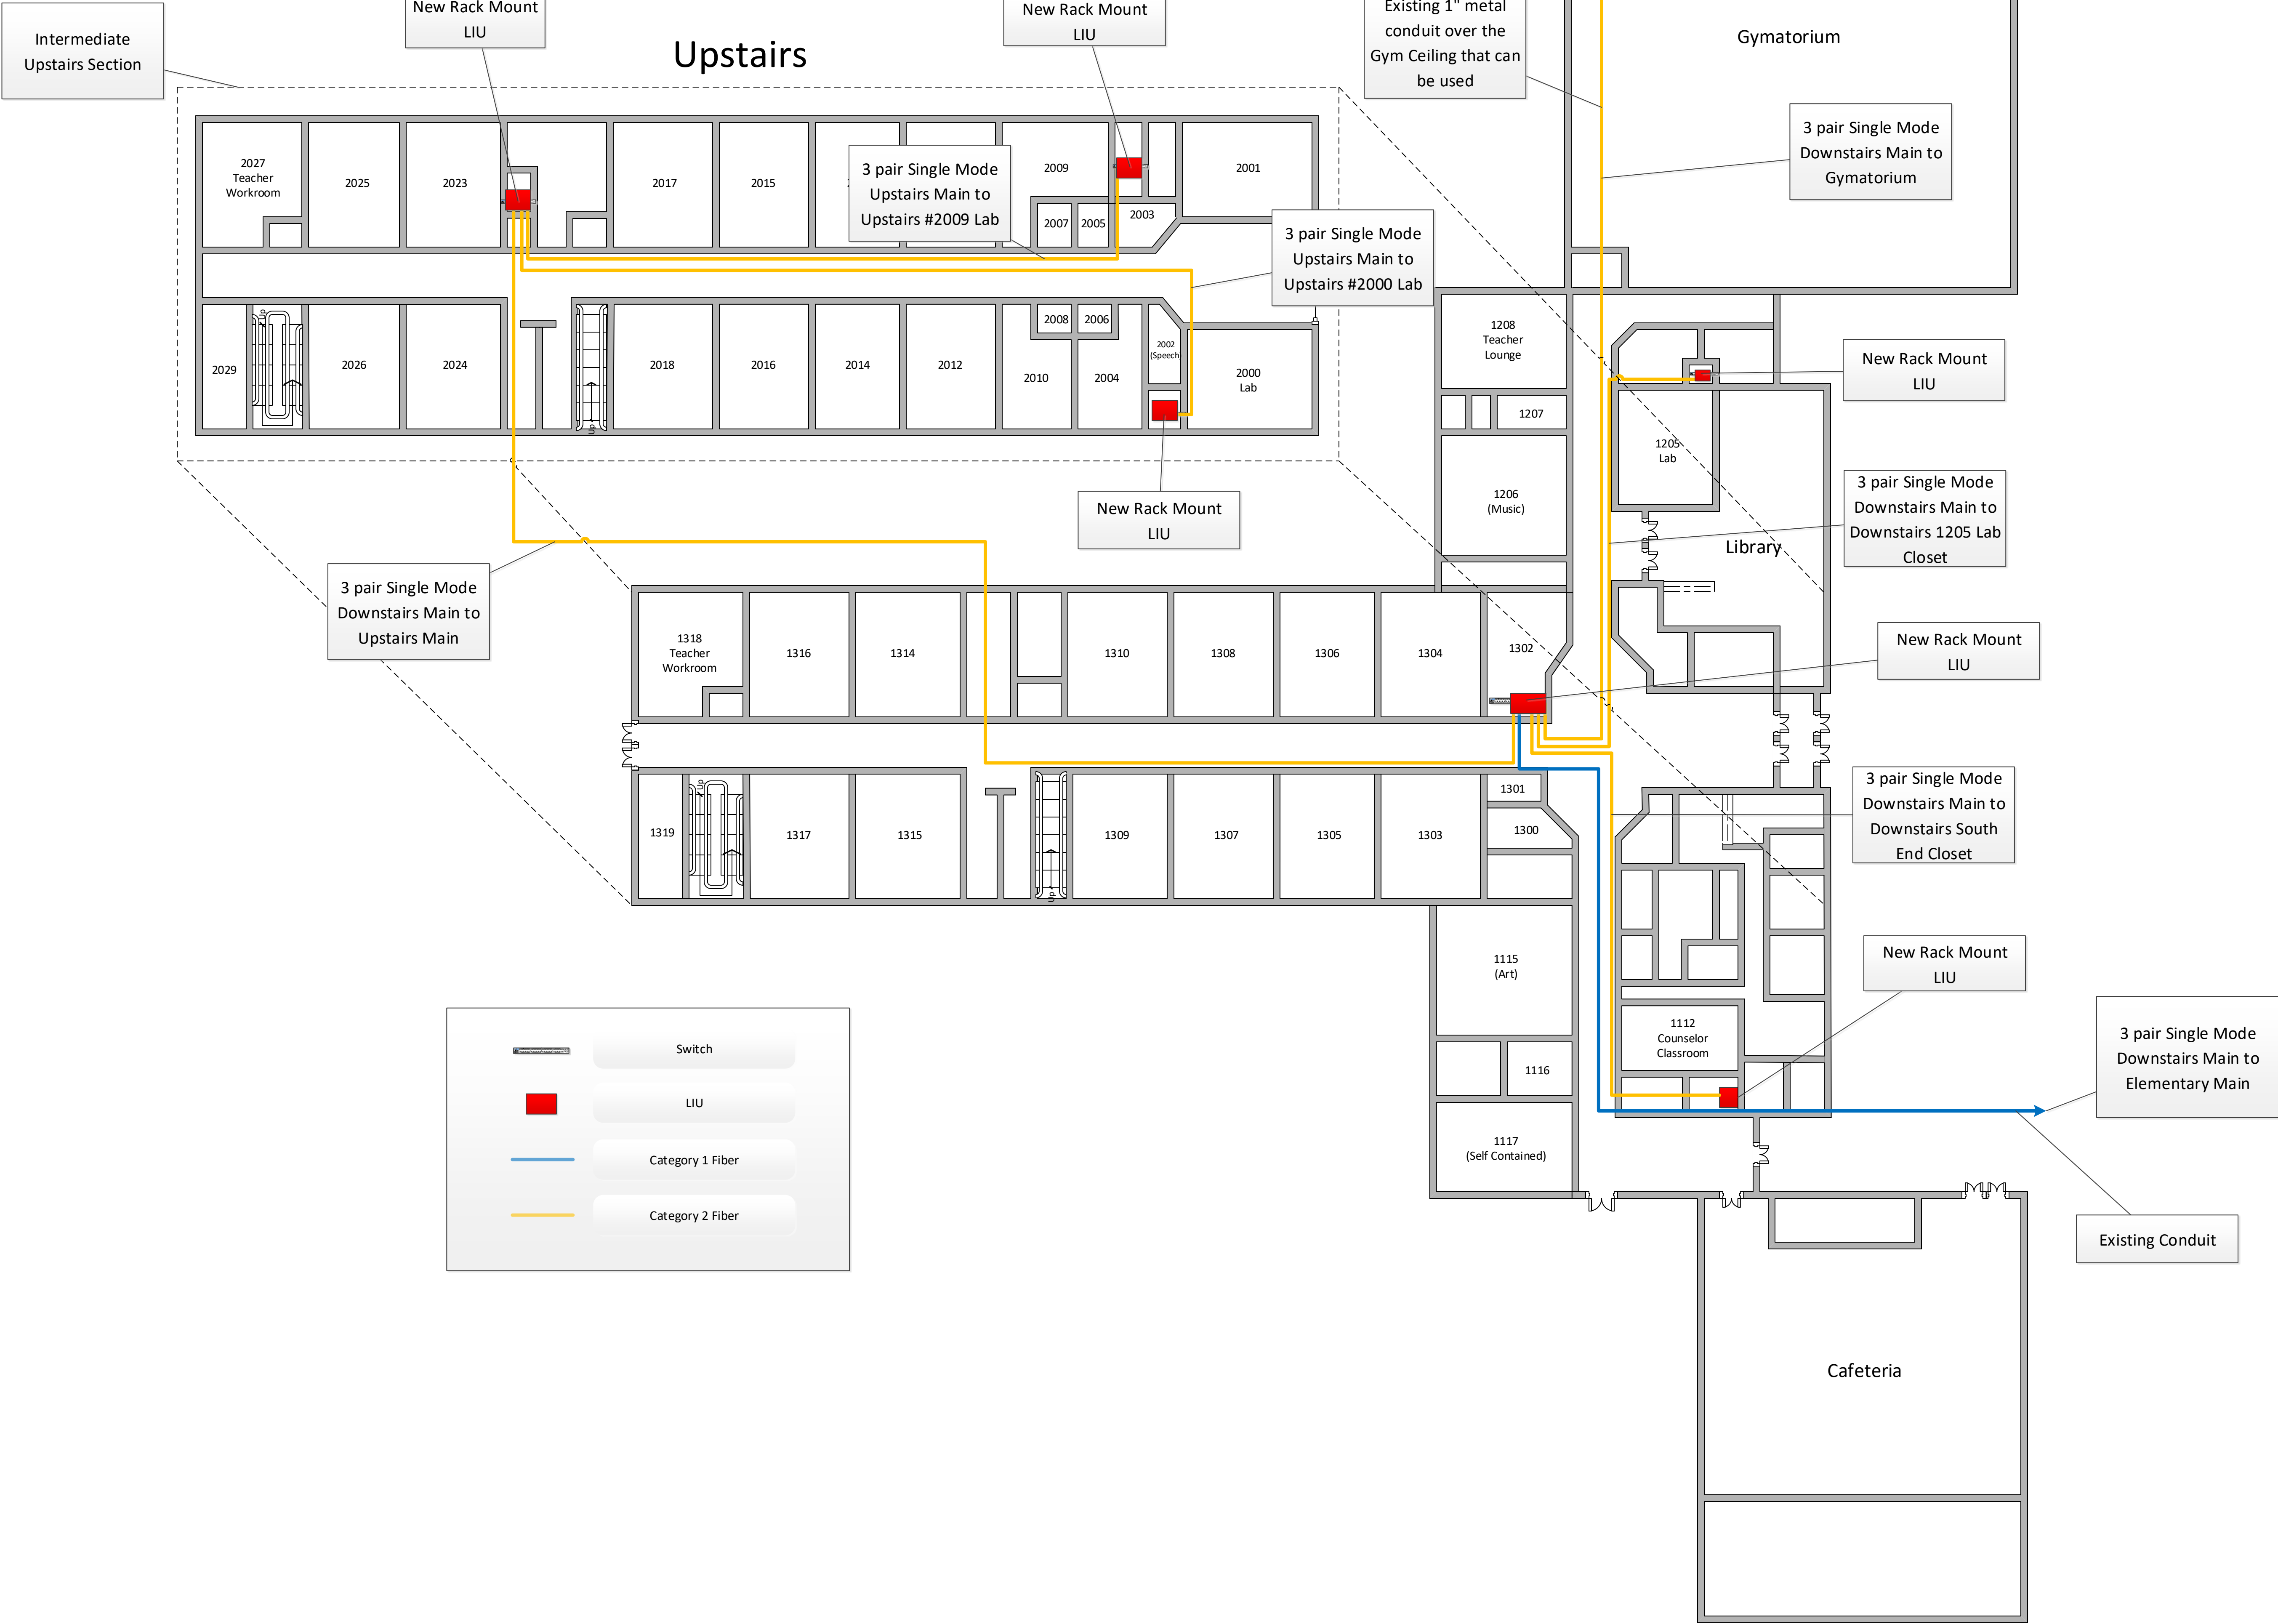 Intermediate
Upstairs Section
New Rack Mount
LIU
Upstairs
New Rack Mount
LIU
Existing 1" metal
conduit over the
Gym Ceiling that can
be used
Gymatorium
3 pair Single Mode
Downstairs Main to
Gymatorium
2027
Teacher
Workroom
2025
2023
2017
2015
3 pair Single Mode
Upstairs Main to
Upstairs #2009 Lab
2009
2007
2005
2003
2001
3 pair Single Mode
Upstairs Main to
Upstairs #2000 Lab
2029
Up
2026
2024
Up
2018
2016
2014
2012
2010
2008
2006
2004
2002
(Speech)
2000
Lab
New Rack Mount
LIU
1208
Teacher
Lounge
1207
1206
(Music)
New Rack Mount
LIU
1205
Lab
3 pair Single Mode
Downstairs Main to
Downstairs 1205 Lab
Closet
Library
3 pair Single Mode
Downstairs Main to
Upstairs Main
1318
Teacher
Workroom
1316
1314
1310
1308
1306
1304
1302
New Rack Mount
LIU
1319
Up
1317
1315
Up
1309
1307
1305
1303
1301
1300
3 pair Single Mode
Downstairs Main to
Downstairs South
End Closet
1115
(Art)
1116
1117
(Self Contained)
1112
Counselor
Classroom
New Rack Mount
LIU
3 pair Single Mode
Downstairs Main to
Elementary Main
Existing Conduit
Switch
LIU
Category 1 Fiber
Category 2 Fiber
Cafeteria